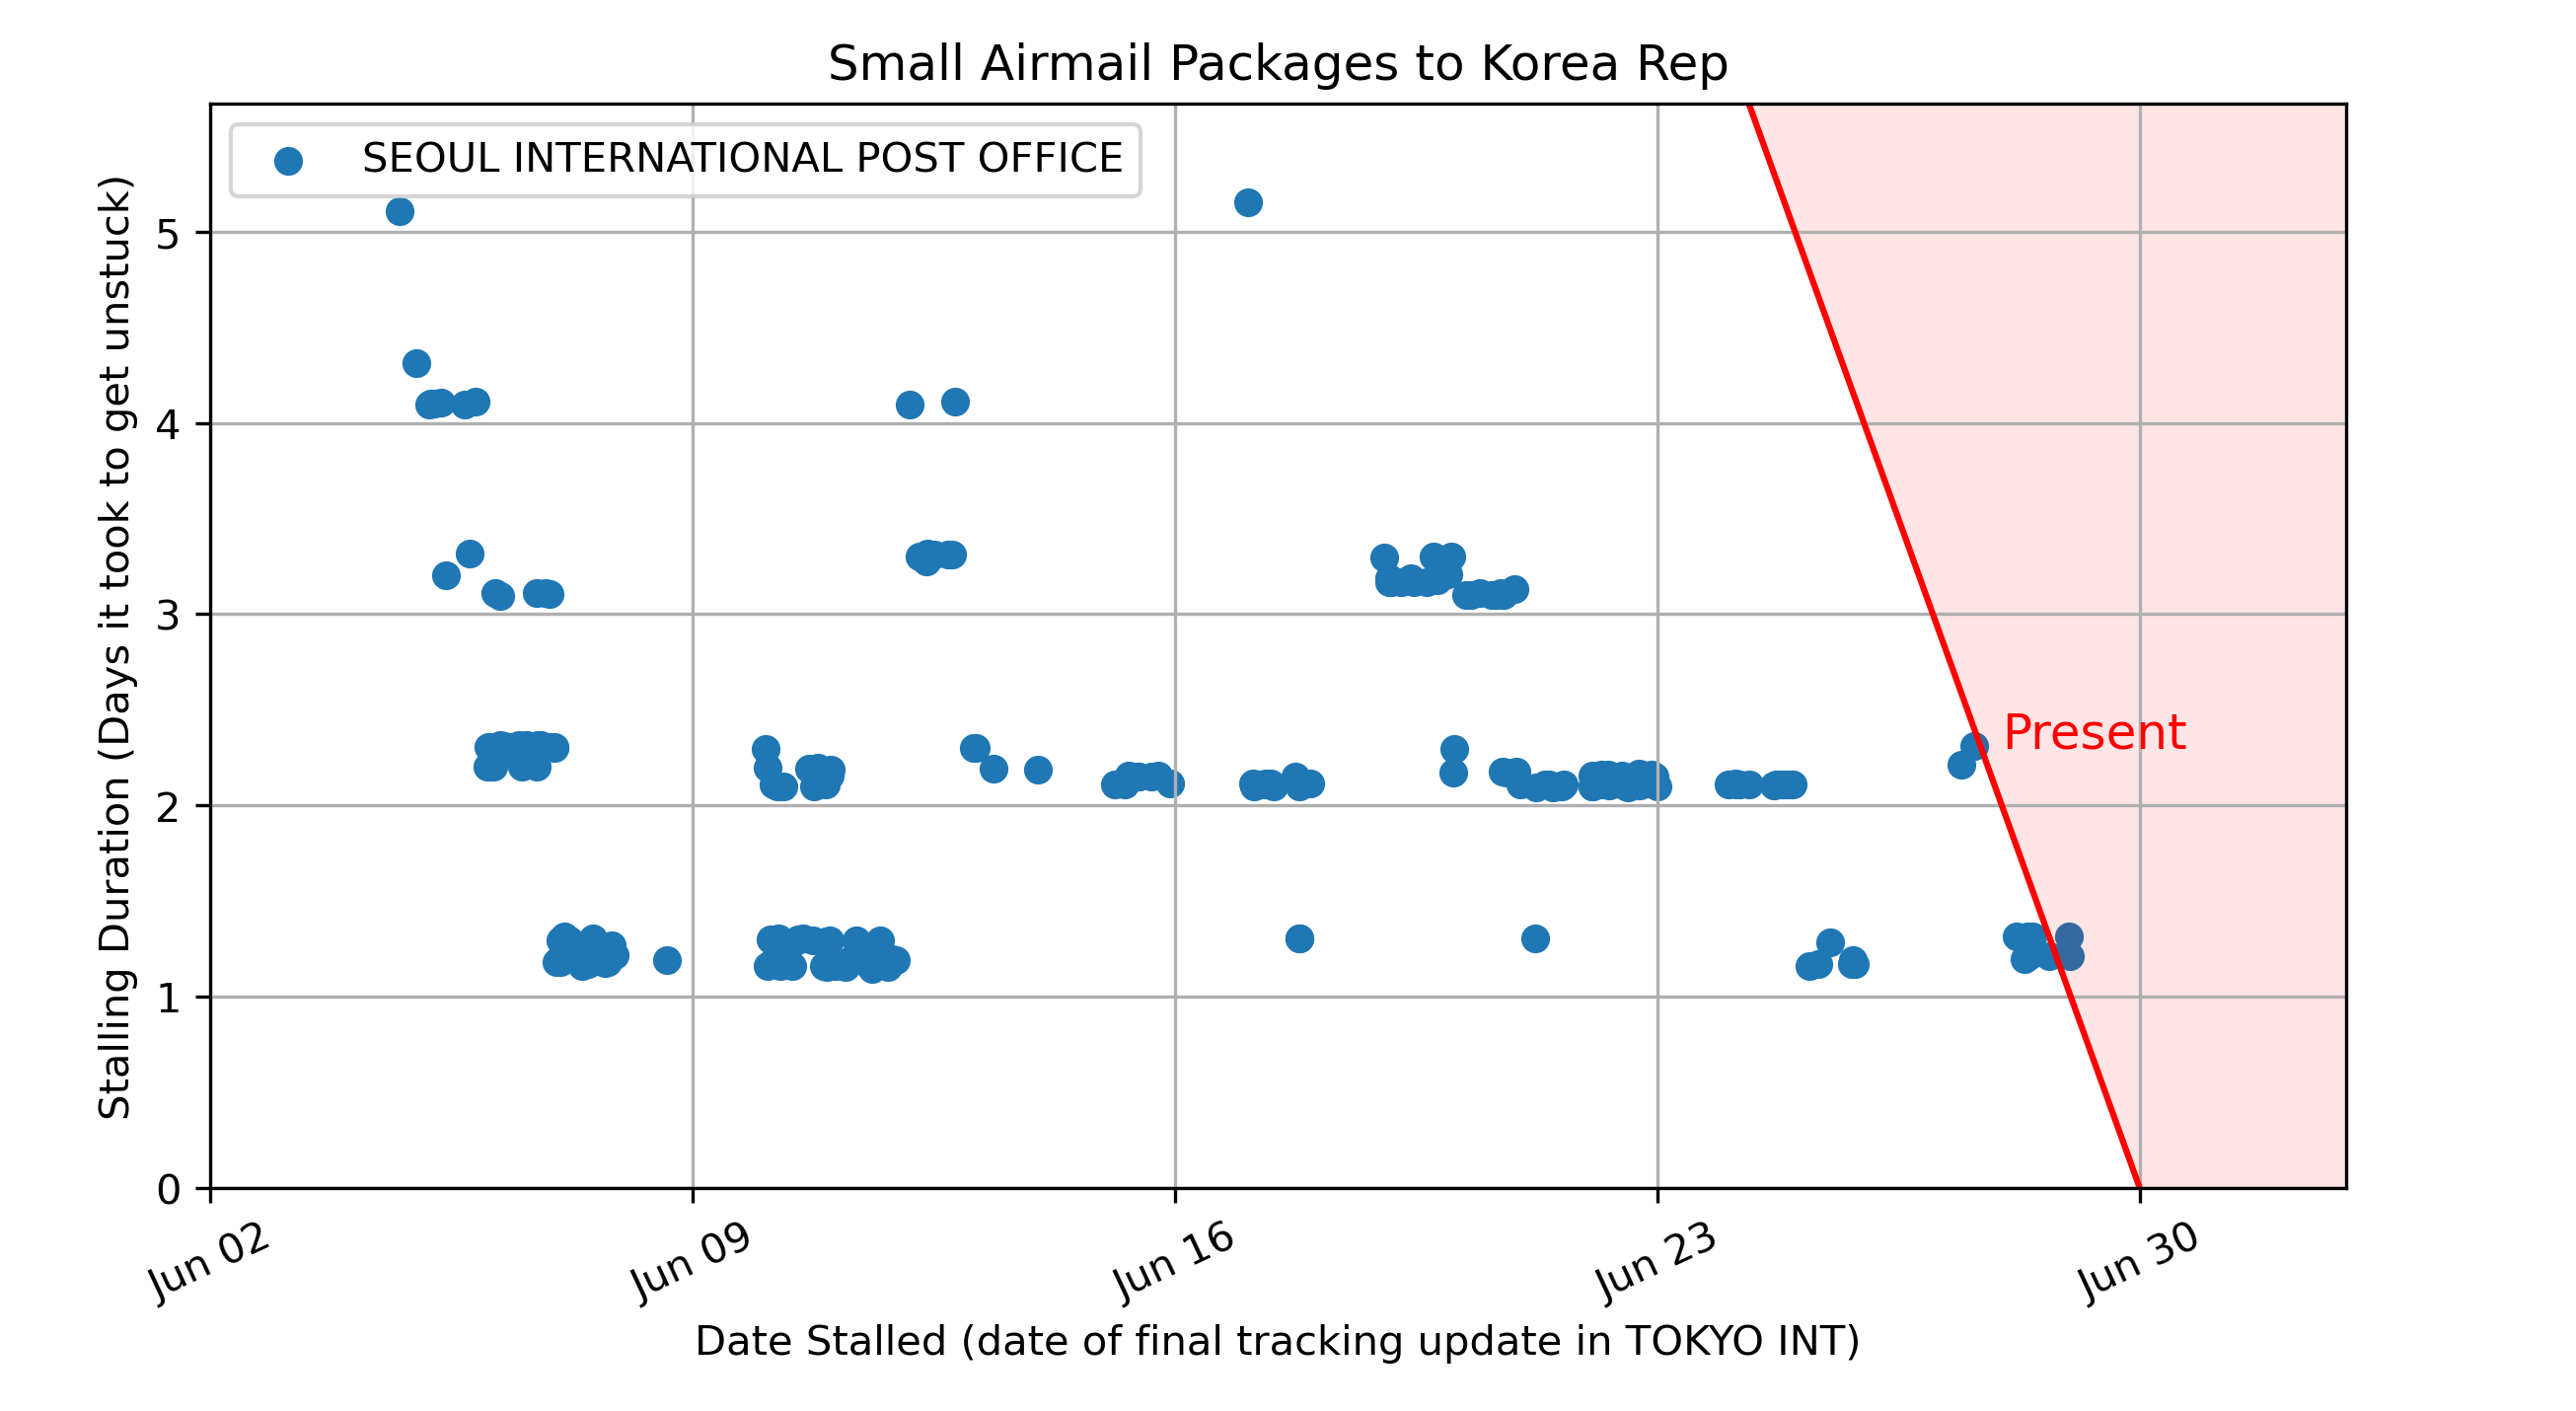 Small Airmail Packages to Korea Rep
SEOUL INTERNATIONAL POST OFFICE
Stalling Duration (Days it took to get unstuck)
5
4
3
2
1
0
Present
Jun 02
Jun 09
Jun 16
Jun 23
Jun 30
Date Stalled (date of final tracking update in TOKYO INT)